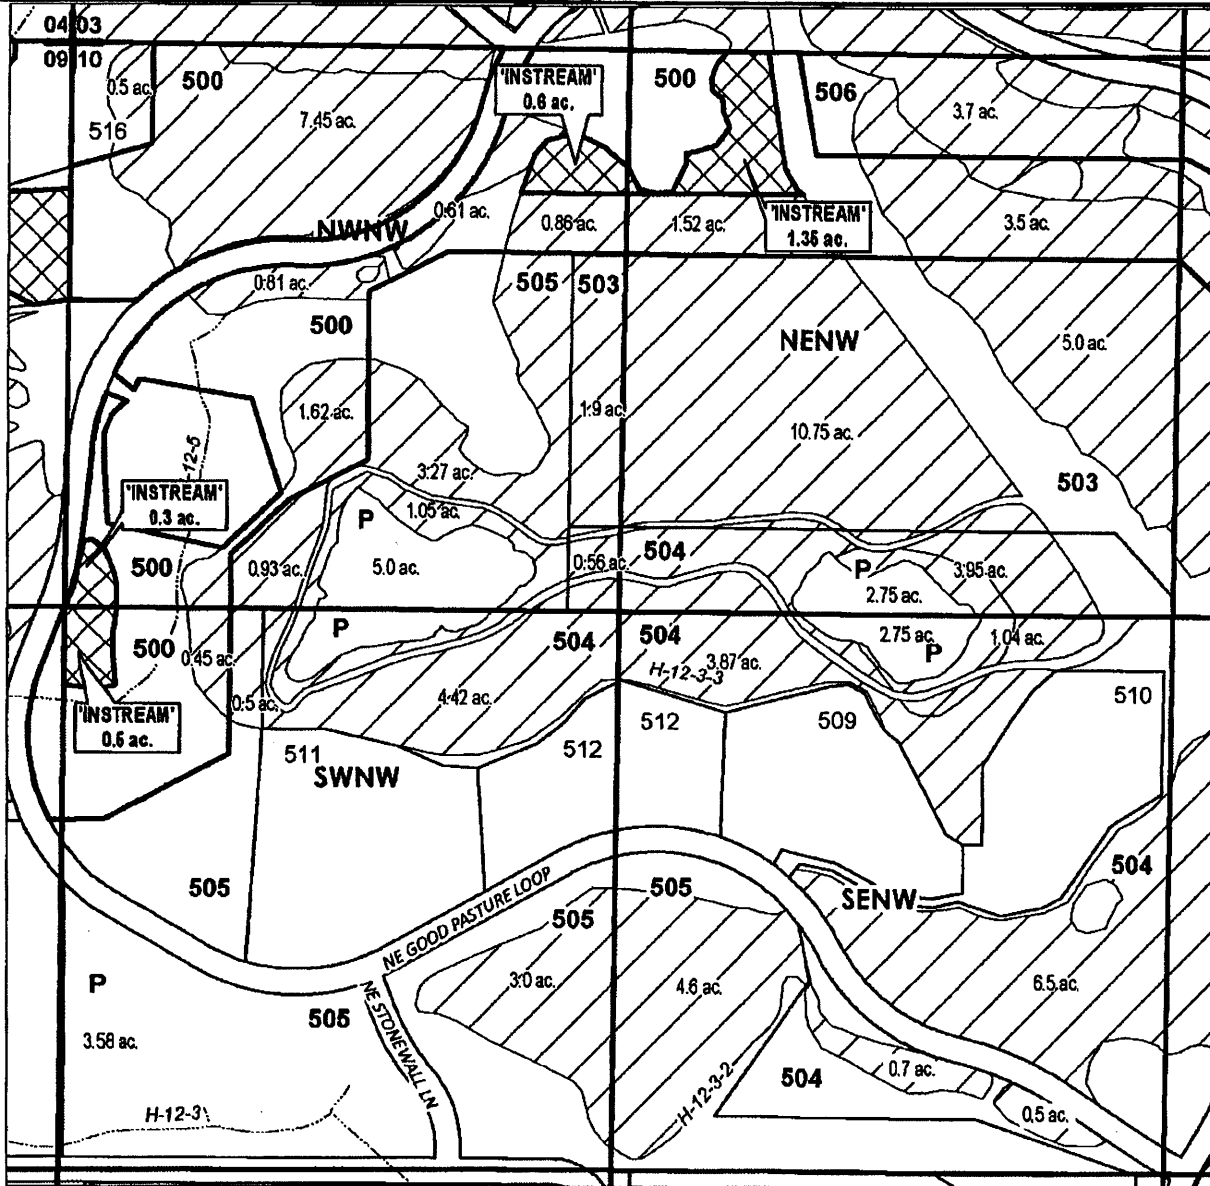 04 03
09 10
0.5 ac.
500
516
7.45 ac.
'INSTREAM'
0.6 ac.
500
506
3.7 ac.
NWNW
0.61 ac.
0.86 ac.
1.52 ac.
'INSTREAM'
1.35 ac.
3.5 ac.
0.81 ac.
505
503
500
NENW
5.0 ac.
1.62 ac.
1.9 ac.
10.75 ac.
3.27 ac.
503
'INSTREAM'
0.3 ac.
1.05 ac.
P
500
0.93 ac.
5.0 ac.
0.56 ac.
504
P
3.95 ac.
2.75 ac.
P
500
0.45 ac.
504
504
2.75 ac.
P
1.04 ac.
3.87 ac.
H-12-3-3
0.5 ac.
4.42 ac.
510
'INSTREAM'
0.5 ac.
511
512
512
509
SWNW
505
NE GOOD PASTURE LOOP
505
505
504
SENW
P
3.0 ac.
4.6 ac.
6.5 ac.
505
NE STONEWALL LN
3.58 ac.
0.7 ac.
504
H-12-3
H-12-3-2
0.5 ac.